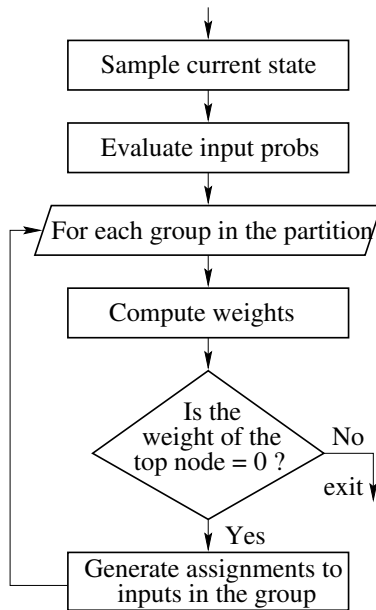 Sample current state
Evaluate input probs
For each group in the partition
Compute weights
Is the
weight of the
top node = 0 ?
No
exit
Yes
Generate assignments to
inputs in the group